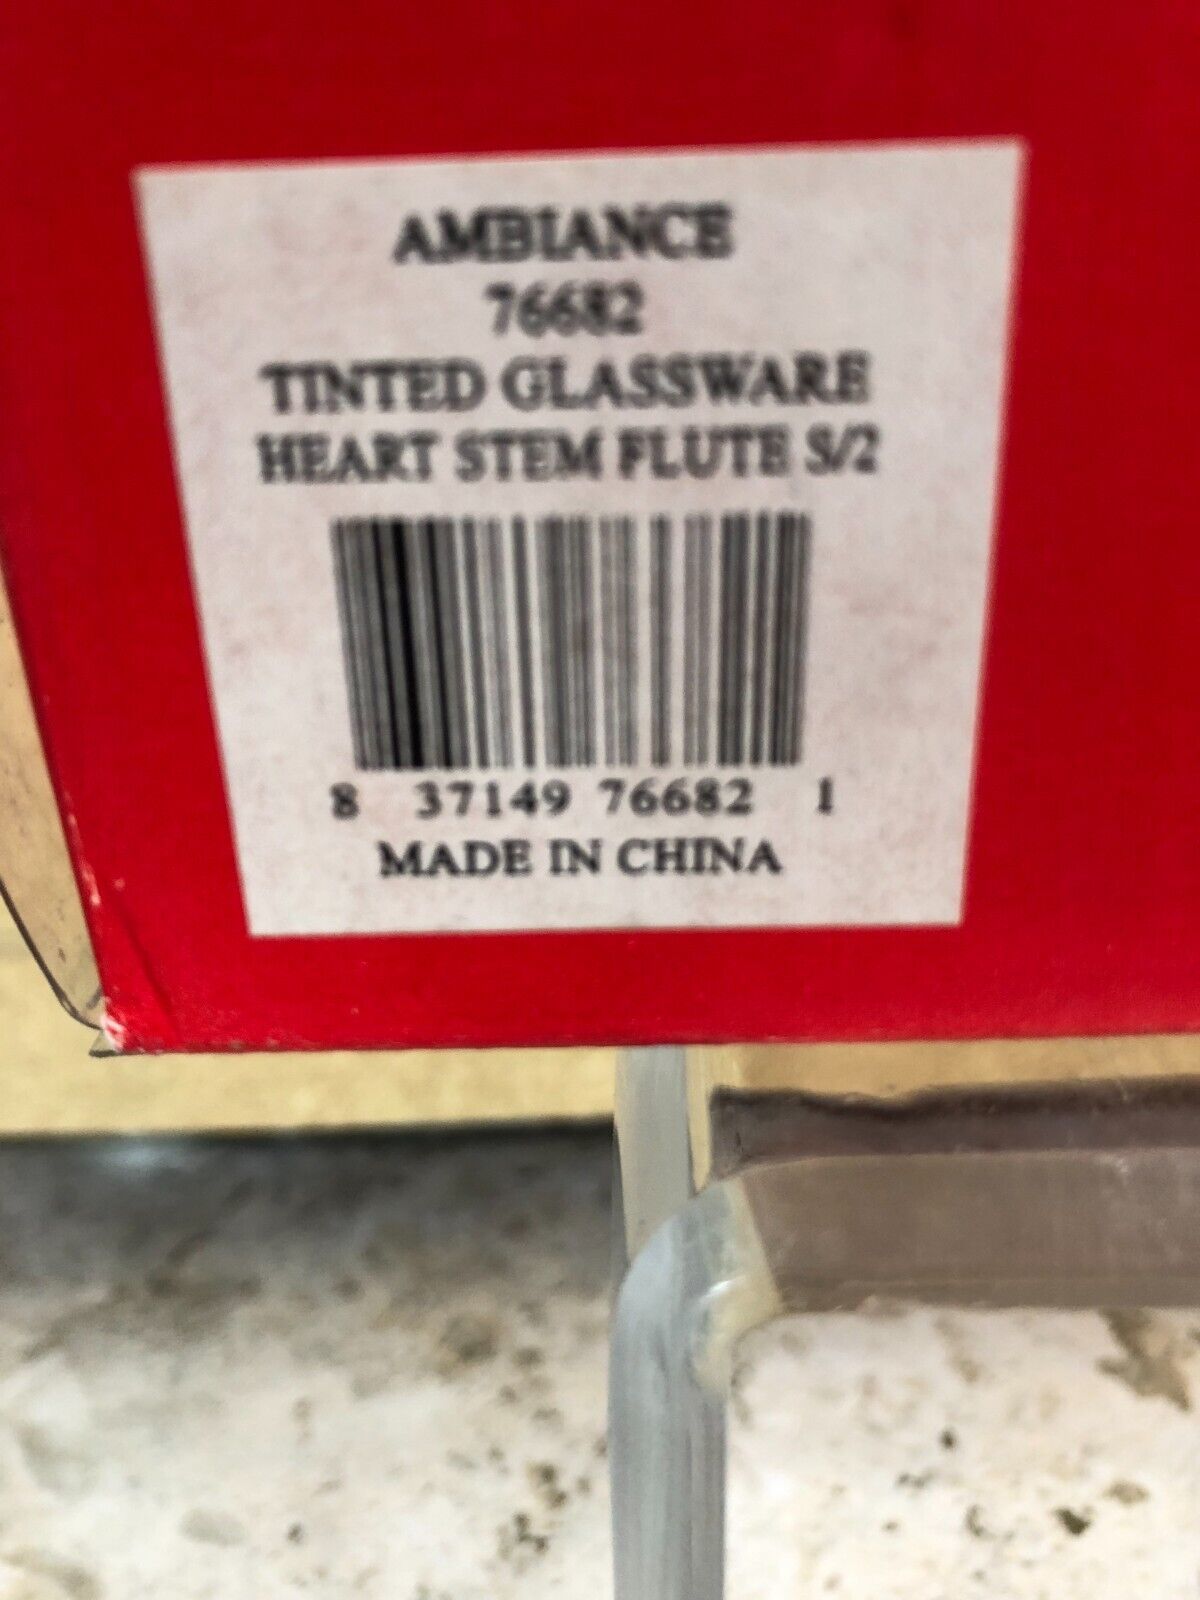 AMBIANCE
76682
TINTED GLASSWARE
HEART STEM FLUTE S/2
8 37149 76682 1
MADE IN CHINA